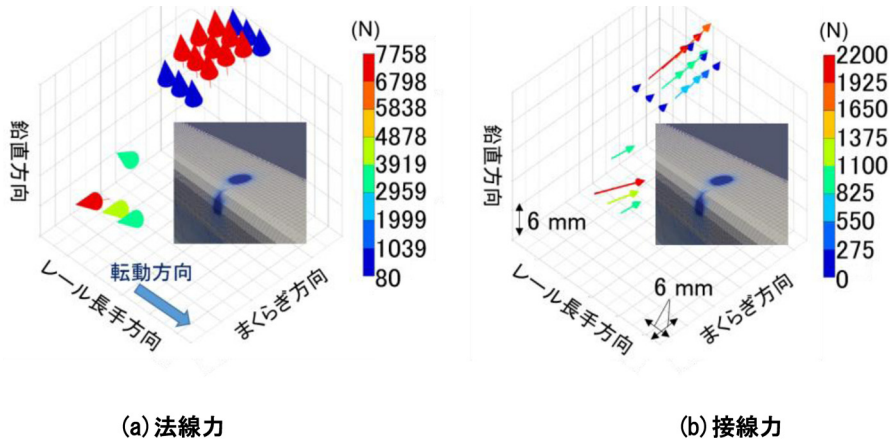 (N)
7758
6798
5838
4878
3919
2959
1999
1039
80
鉛直方向
転動方向
レール長手方向
まくらぎ方向
(a) 法線力
(N)
2200
1925
1650
1375
1100
825
550
275
0
鉛直方向
6 mm
6 mm
レール長手方向
まくらぎ方向
(b) 接線力